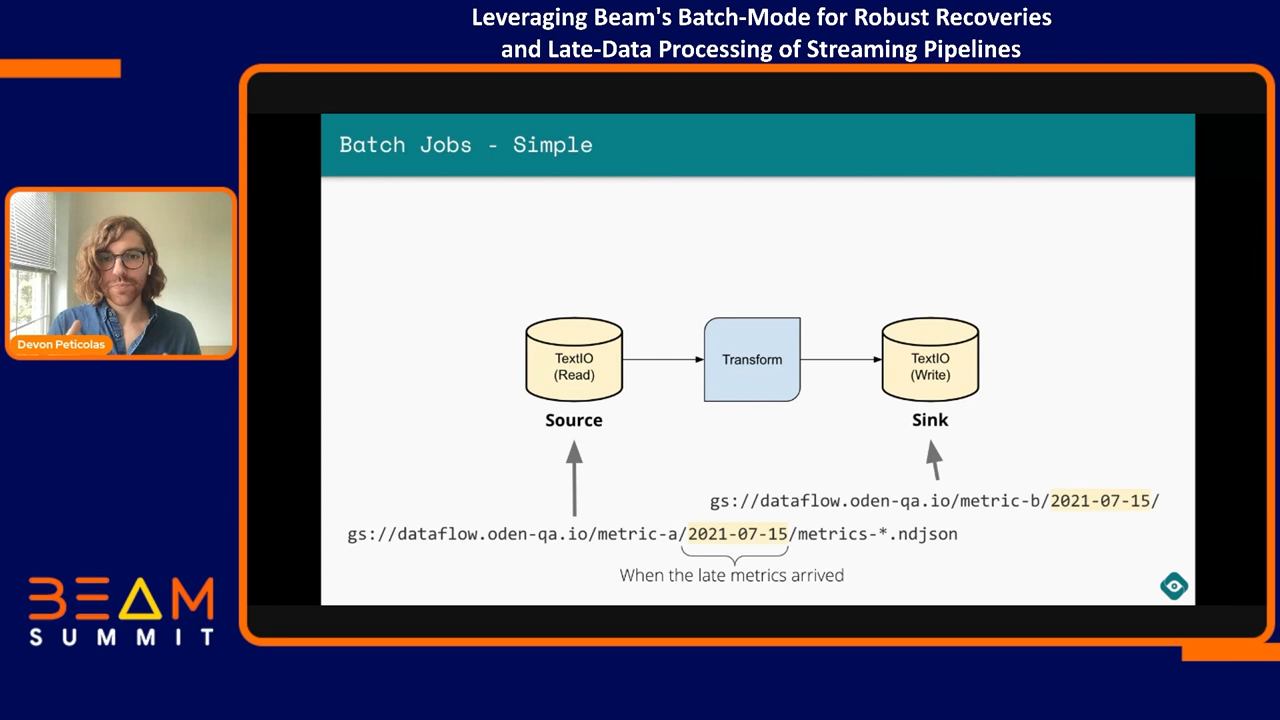 Leveraging Beam's Batch-Mode for Robust Recoveries
and Late-Data Processing of Streaming Pipelines
Batch Jobs - Simple
Devon Peticolas
TextIO
(Read)
Transform
TextIO
(Write)
Source
Sink
gs://dataflow.oden-qa.io/metric-b/2021-07-15/
gs://dataflow.oden-qa.io/metric-a/2021-07-15/metrics-*.ndjson
When the late metrics arrived
BEAM
SUMMIT